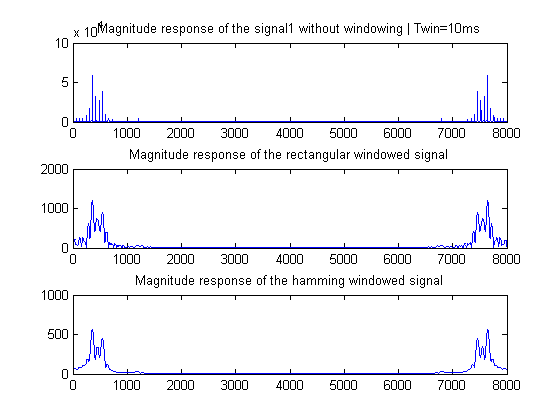 x 10⁴ Magnitude response of the signal1 without windowing | Twin=10ms
10
5
0
0 1000 2000 3000 4000 5000 6000 7000 8000
Magnitude response of the rectangular windowed signal
2000
1000
0
0 1000 2000 3000 4000 5000 6000 7000 8000
Magnitude response of the hamming windowed signal
1000
500
0
0 1000 2000 3000 4000 5000 6000 7000 8000